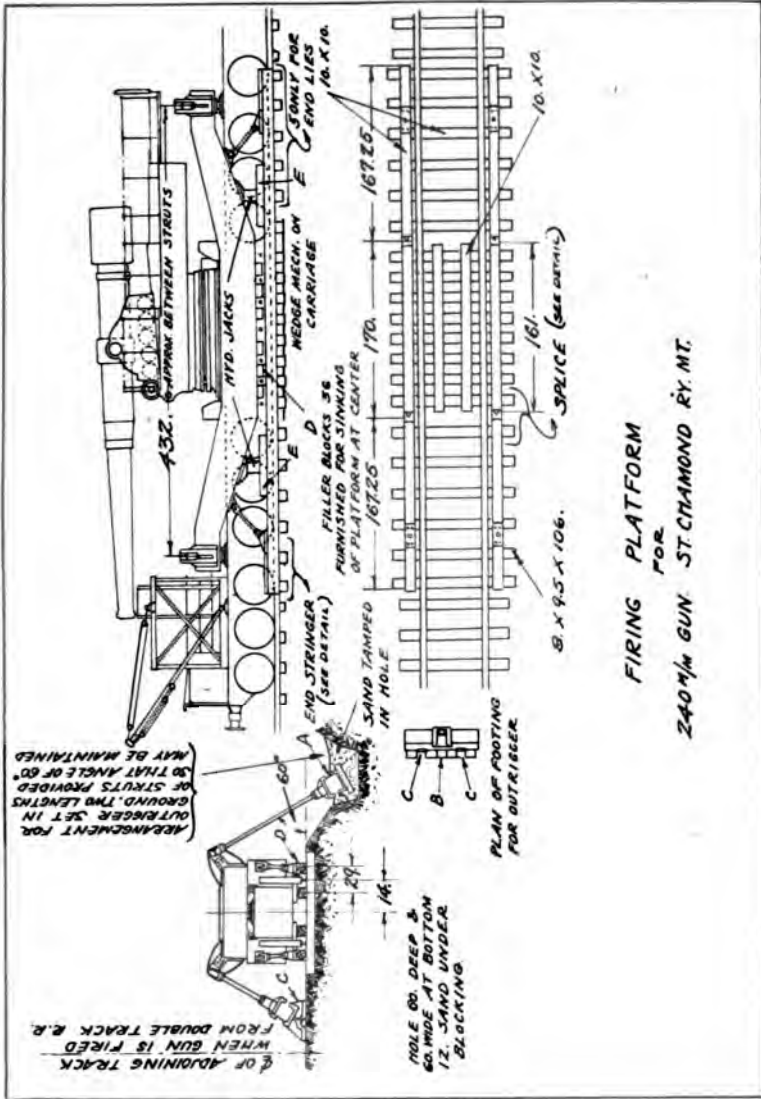 432. APPROX. BETWEEN STRUTS
HYD. JACKS
5 ONLY FOR
END LIES
10. X 10.
E
WEDGE MECH. ON
CARRIAGE
D
E
FILLER BLOCKS 36
FURNISHED FOR SINKING
OF PLATFORM AT CENTER
END STRINGER
(SEE DETAIL)
167.25
170.
167.25
10. X 10.
161.
SPLICE (SEE DETAIL)
8. X 9.5 X 106.
ARRANGEMENT FOR
OUTRIGGER SET IN
GROUND. TWO LENGTHS
OF STRUTS PROVIDED
SO THAT ANGLE OF 60°
MAY BE MAINTAINED
A
60°
SAND TAMPED
IN HOLE
D
29.
14.
C
℄ OF ADJOINING TRACK
WHEN GUN IS FIRED
FROM DOUBLE TRACK R.R.
HOLE 60. DEEP &
60. WIDE AT BOTTOM
12. SAND UNDER
BLOCKING.
C
B
C
PLAN OF FOOTING
FOR OUTRIGGER
FIRING PLATFORM
FOR
240 M/M GUN. ST. CHAMOND RY. MT.